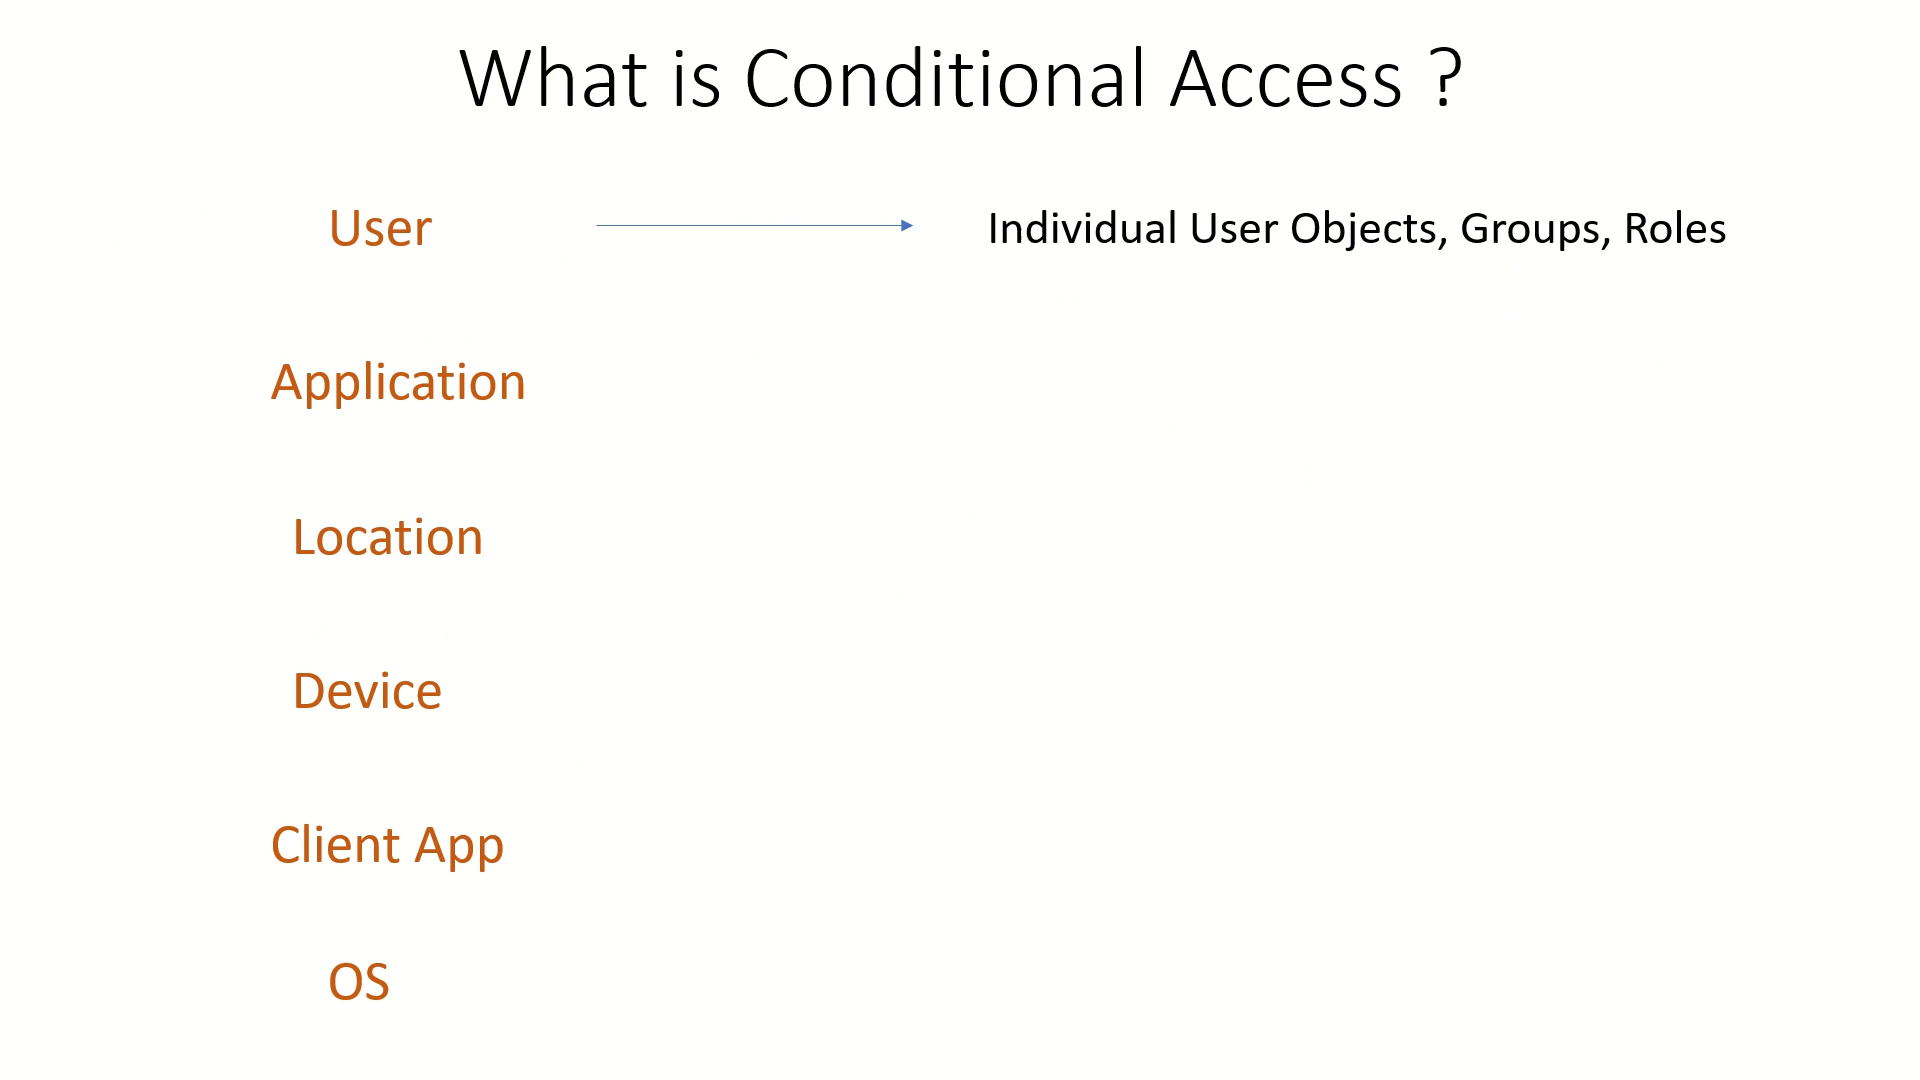 What is Conditional Access ?
User
Individual User Objects, Groups, Roles
Application
Location
Device
Client App
OS